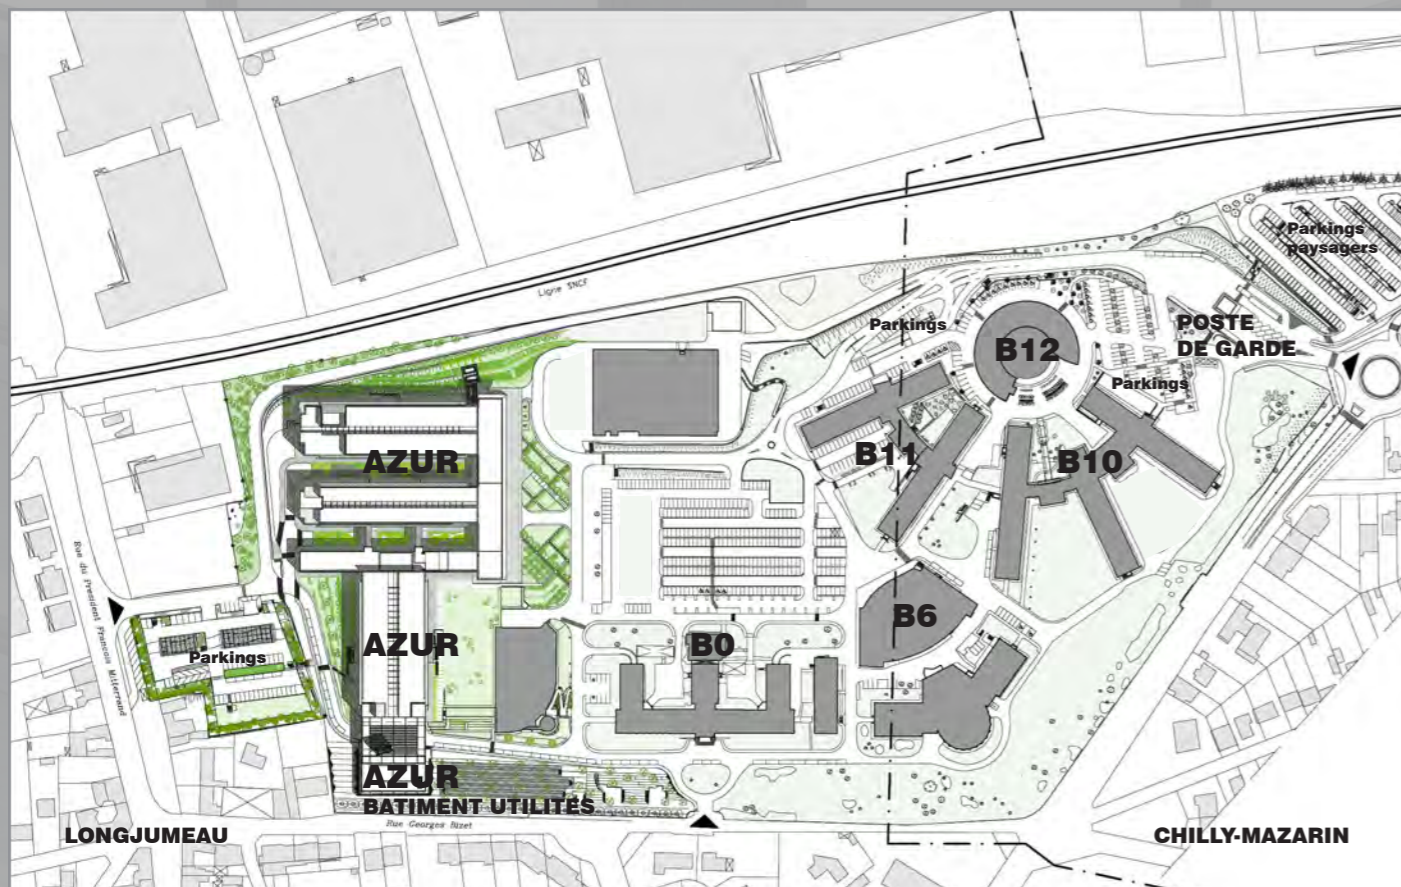 Parkings
paysagers
Ligne SNCF
Parkings
POSTE
DE GARDE
B12
Parkings
B11
B10
AZUR
Rue du President Francois Mitterrand
B6
AZUR
B0
Parkings
AZUR
BATIMENT UTILITES
Rue Georges Bizet
LONGJUMEAU
CHILLY-MAZARIN